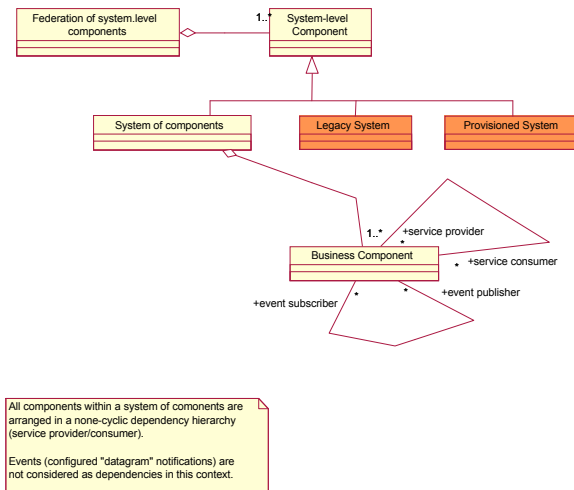 Federation of system.level
components
1..*
System-level
Component
System of components
Legacy System
Provisioned System
1..*
+service provider
*
Business Component
* +service consumer
+event subscriber
*
*
+event publisher
All components within a system of comonents are
arranged in a none-cyclic dependency hierarchy
(service provider/consumer).
Events (configured "datagram" notifications) are
not considered as dependencies in this context.